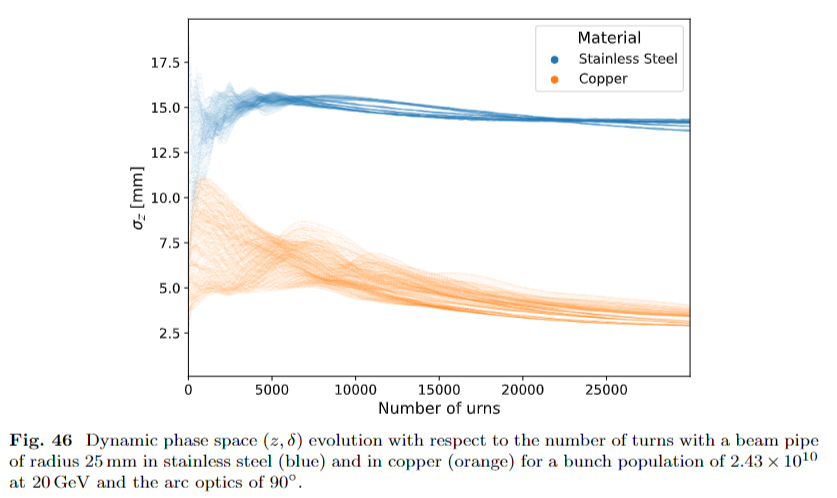 Material
Stainless Steel
Copper
17.5
15.0
12.5
10.0
7.5
5.0
2.5
σz [mm]
0 5000 10000 15000 20000 25000
Number of urns
Fig. 46 Dynamic phase space (z, δ) evolution with respect to the number of turns with a beam pipe
of radius 25 mm in stainless steel (blue) and in copper (orange) for a bunch population of 2.43 × 10¹⁰
at 20 GeV and the arc optics of 90°.